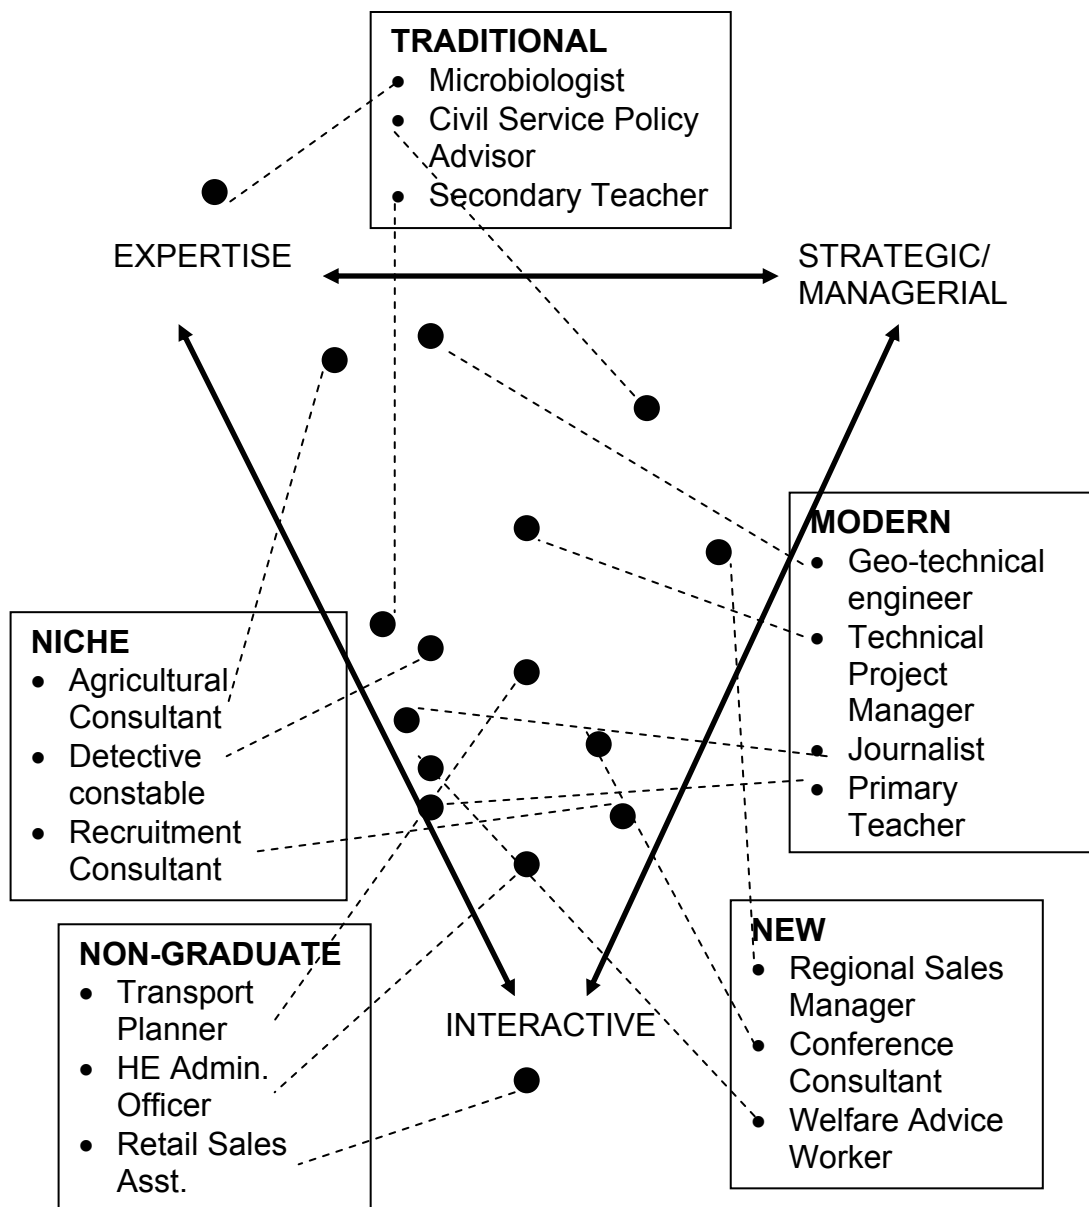 TRADITIONAL
• Microbiologist
• Civil Service Policy
Advisor
• Secondary Teacher
EXPERTISE
STRATEGIC/
MANAGERIAL
MODERN
• Geo-technical
engineer
• Technical
Project
Manager
• Journalist
• Primary
Teacher
NICHE
• Agricultural
Consultant
• Detective
constable
• Recruitment
Consultant
NON-GRADUATE
• Transport
Planner
• HE Admin.
Officer
• Retail Sales
Asst.
INTERACTIVE
NEW
• Regional Sales
Manager
• Conference
Consultant
• Welfare Advice
Worker